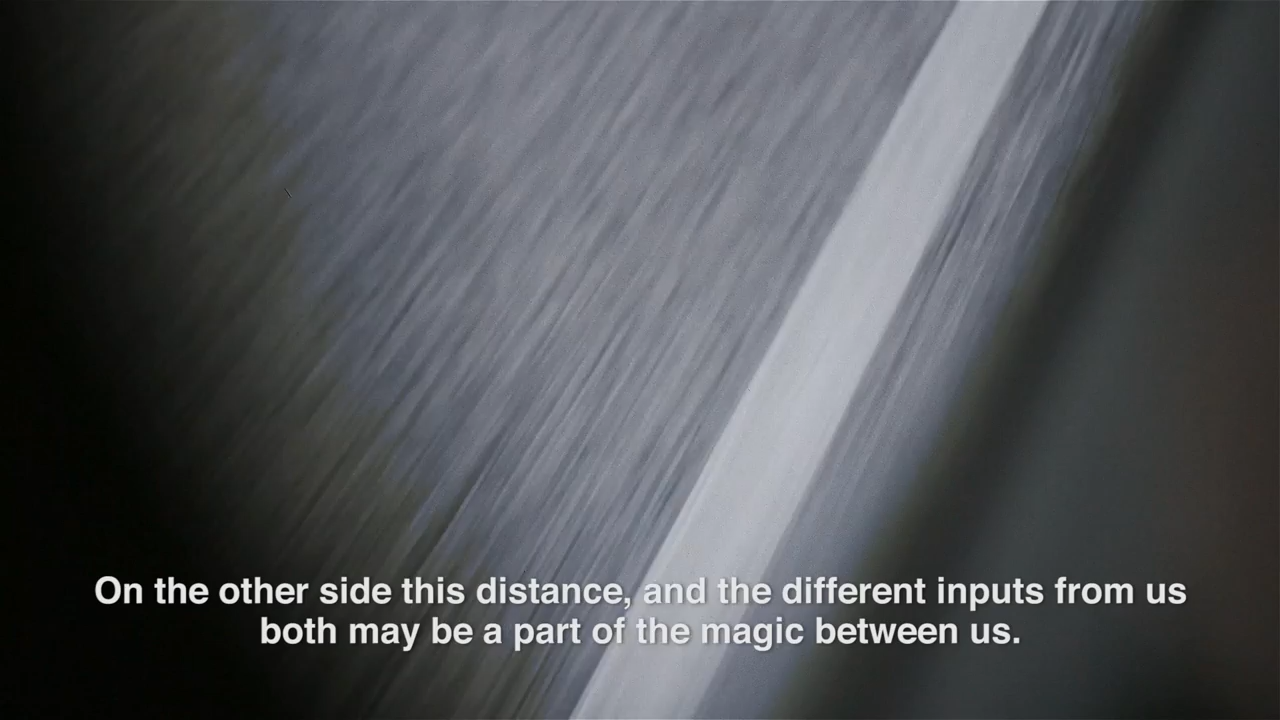 On the other side this distance, and the different inputs from us
both may be a part of the magic between us.